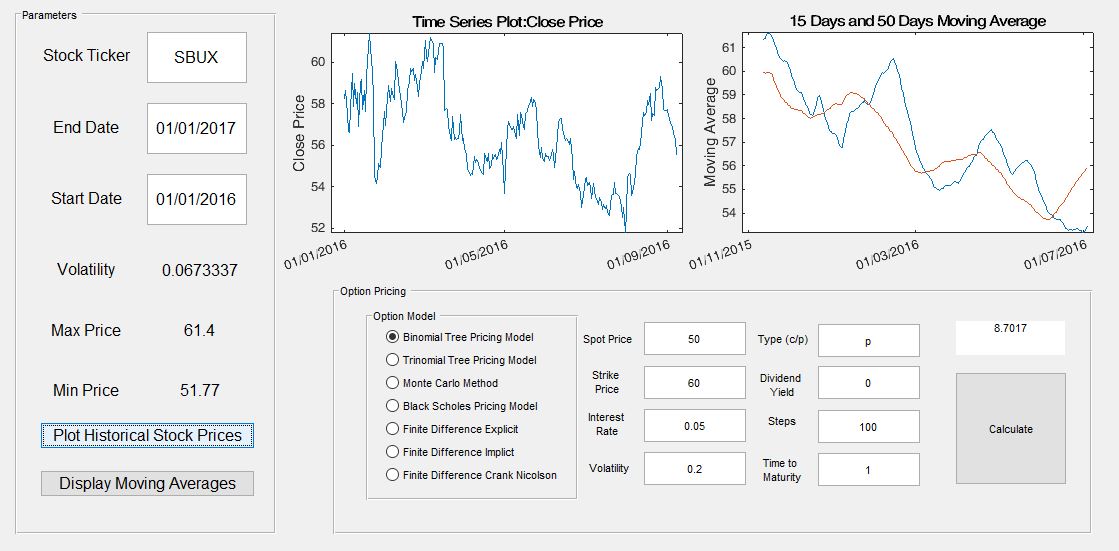 Parameters
Stock Ticker
SBUX
End Date
01/01/2017
Start Date
01/01/2016
Volatility
0.0673337
Max Price
61.4
Min Price
51.77
Plot Historical Stock Prices
Display Moving Averages
Time Series Plot:Close Price
Close Price
60
58
56
54
52
01/01/2016
01/05/2016
01/09/2016
15 Days and 50 Days Moving Average
Moving Average
61
60
59
58
57
56
55
54
01/11/2015
01/03/2016
01/07/2016
Option Pricing
Option Model
Binomial Tree Pricing Model
Trinomial Tree Pricing Model
Monte Carlo Method
Black Scholes Pricing Model
Finite Difference Explicit
Finite Difference Implict
Finite Difference Crank Nicolson
Spot Price
50
Strike
Price
60
Interest
Rate
0.05
Volatility
0.2
Type (c/p)
p
Dividend
Yield
0
Steps
100
Time to
Maturity
1
8.7017
Calculate